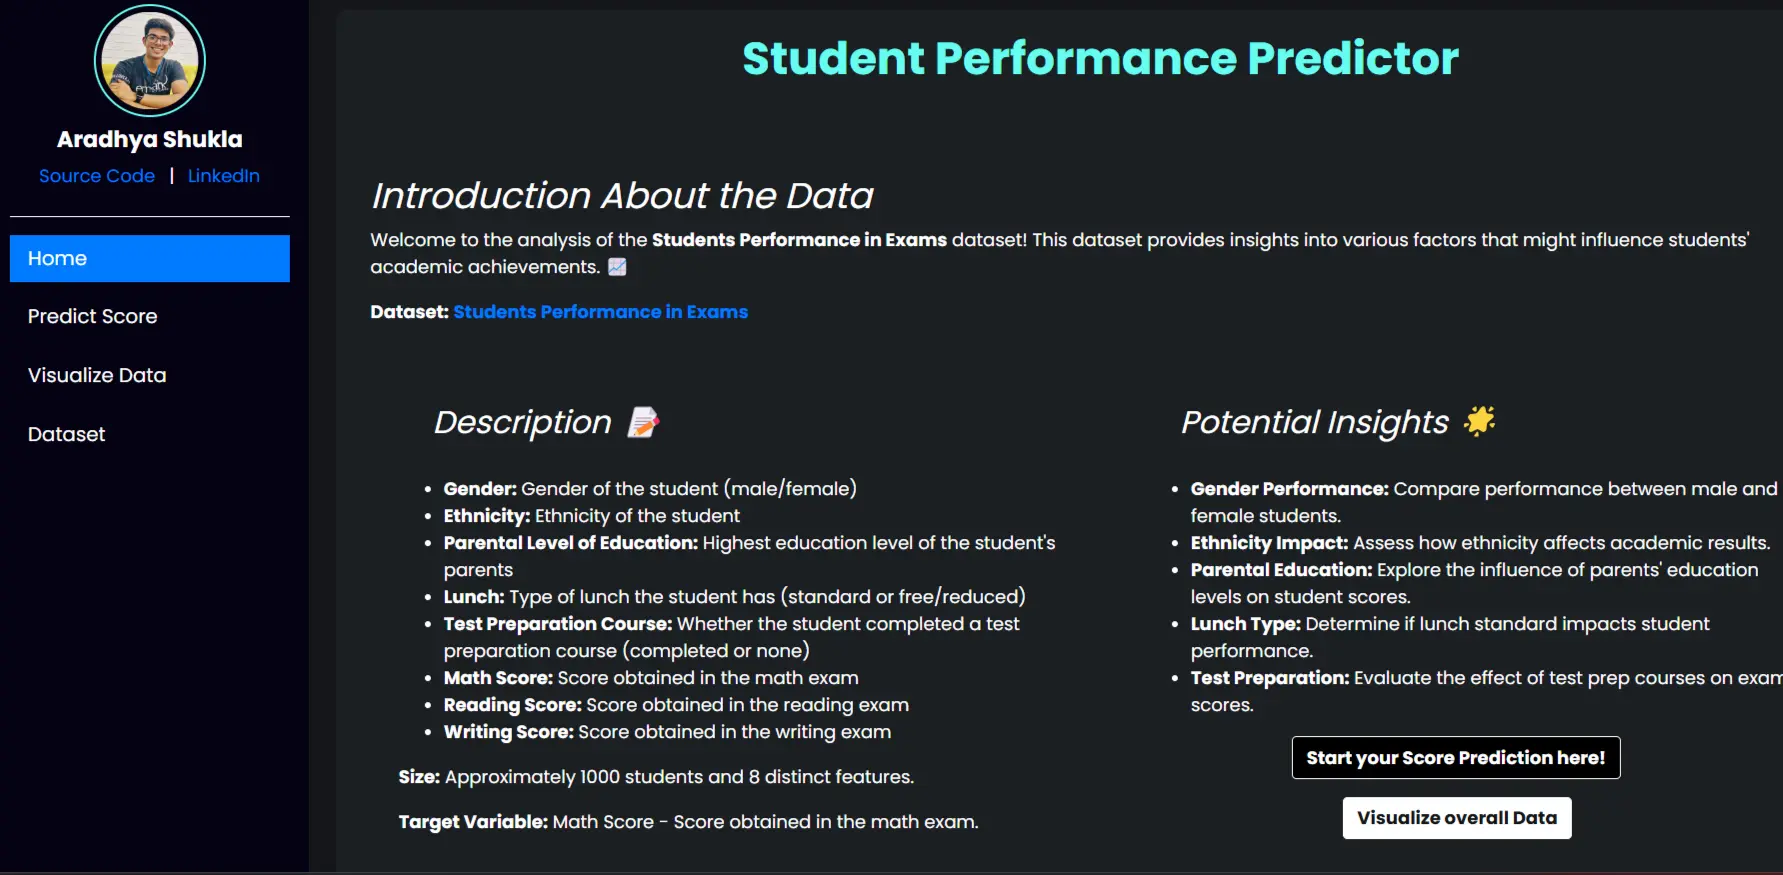 Aradhya Shukla
Source Code | LinkedIn
Home
Predict Score
Visualize Data
Dataset
Student Performance Predictor
Introduction About the Data
Welcome to the analysis of the Students Performance in Exams dataset! This dataset provides insights into various factors that might influence students'
academic achievements. 📈
Dataset: Students Performance in Exams
Description 📝
• Gender: Gender of the student (male/female)
• Ethnicity: Ethnicity of the student
• Parental Level of Education: Highest education level of the student's
parents
• Lunch: Type of lunch the student has (standard or free/reduced)
• Test Preparation Course: Whether the student completed a test
preparation course (completed or none)
• Math Score: Score obtained in the math exam
• Reading Score: Score obtained in the reading exam
• Writing Score: Score obtained in the writing exam
Size: Approximately 1000 students and 8 distinct features.
Target Variable: Math Score - Score obtained in the math exam.
Potential Insights 🌟
• Gender Performance: Compare performance between male and
female students.
• Ethnicity Impact: Assess how ethnicity affects academic results.
• Parental Education: Explore the influence of parents' education
levels on student scores.
• Lunch Type: Determine if lunch standard impacts student
performance.
• Test Preparation: Evaluate the effect of test prep courses on exam
scores.
Start your Score Prediction here!
Visualize overall Data